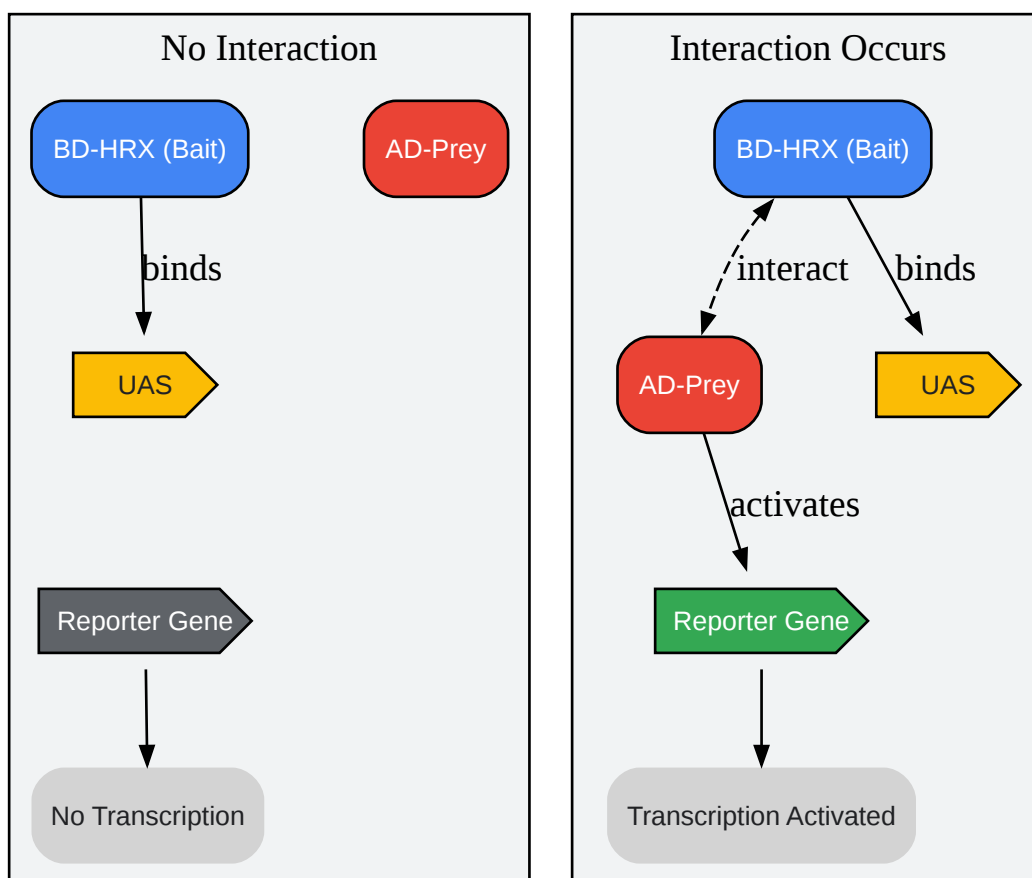 No Interaction
BD-HRX (Bait)
AD-Prey
binds
UAS
Reporter Gene
No Transcription
Interaction Occurs
BD-HRX (Bait)
interact
binds
AD-Prey
UAS
activates
Reporter Gene
Transcription Activated